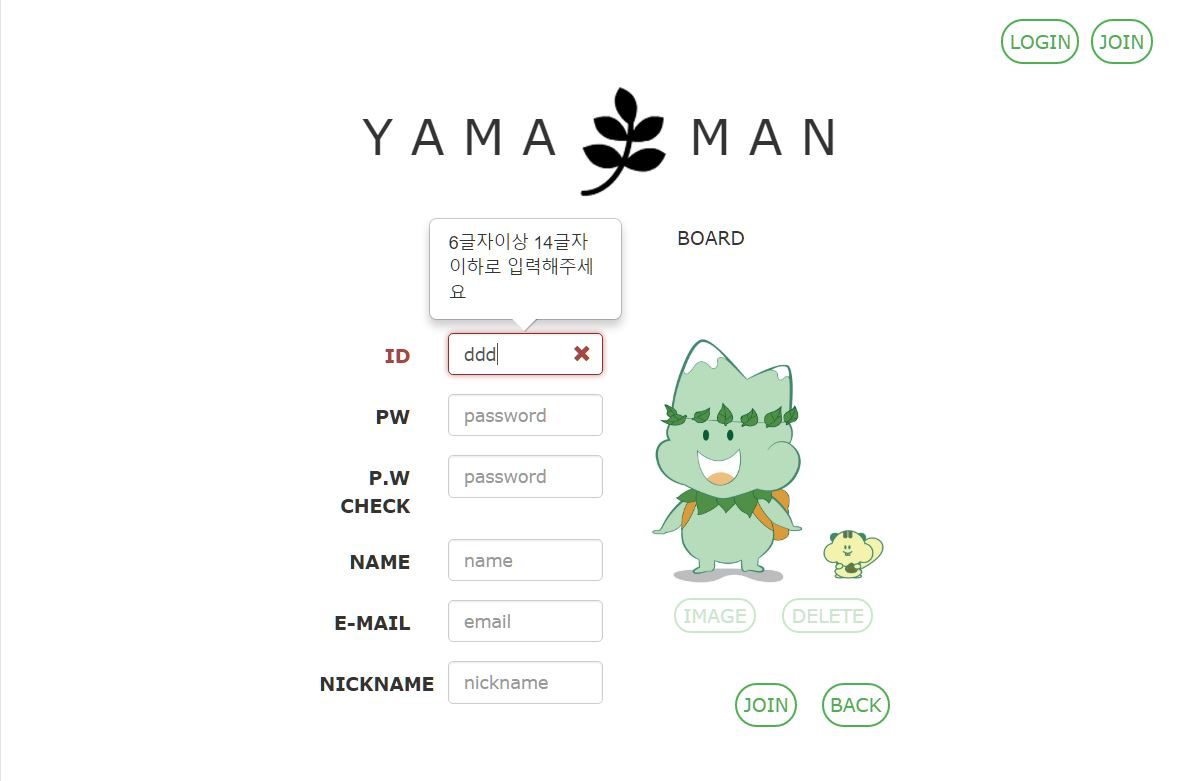 LOGIN JOIN
YAMA MAN
BOARD
6글자이상 14글자
이하로 입력해주세
요
ID ddd
PW password
P.W password
CHECK
NAME name
E-MAIL email
IMAGE DELETE
NICKNAME nickname
JOIN BACK